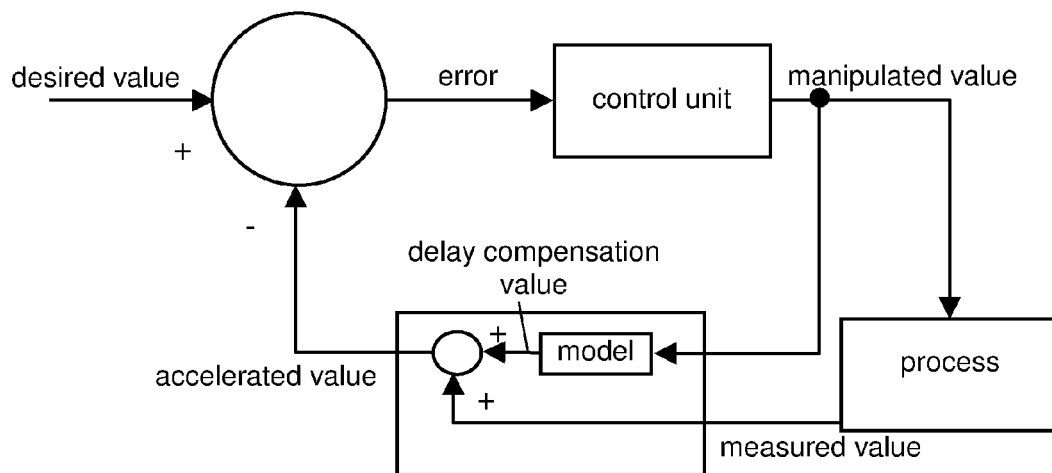 desired value
error
control unit
manipulated value
+
-
delay compensation
value
+
model
process
accelerated value
+
measured value